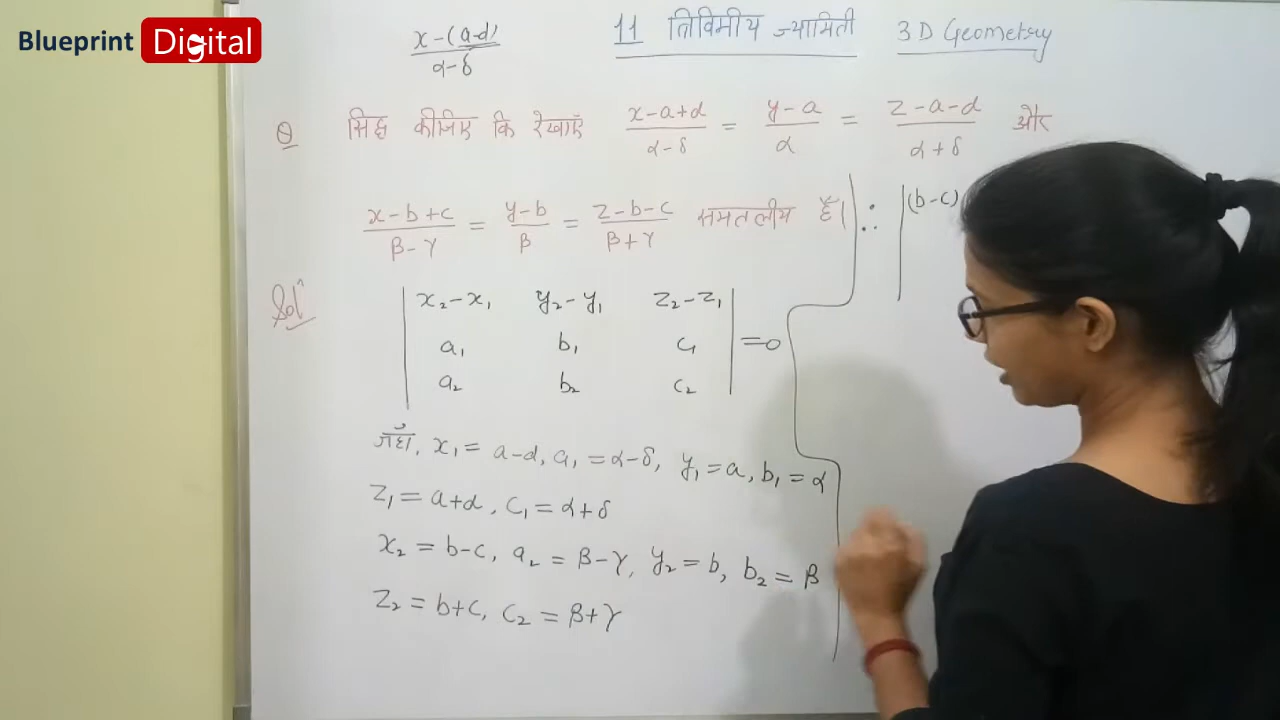 Blueprint Digital
x-(a-d)
α-δ
11 त्रिविमीय ज्यामिती 3D Geometry
Q सिद्ध कीजिए कि रेखाएँ (x-a+d)/(α-δ) = (y-a)/α = (z-a-d)/(α+δ) और
(x-b+c)/(β-γ) = (y-b)/β = (z-b-c)/(β+γ) समतलीय हैं।
∴ |(b-c)
Solⁿ
| x₂-x₁ y₂-y₁ z₂-z₁ |
| a₁ b₁ c₁ | =0
| a₂ b₂ c₂ |
जहाँ, x₁ = a-d, a₁ = α-δ, y₁ = a, b₁ = α
z₁ = a+d, c₁ = α+δ
x₂ = b-c, a₂ = β-γ, y₂ = b, b₂ = β
z₂ = b+c, c₂ = β+γ